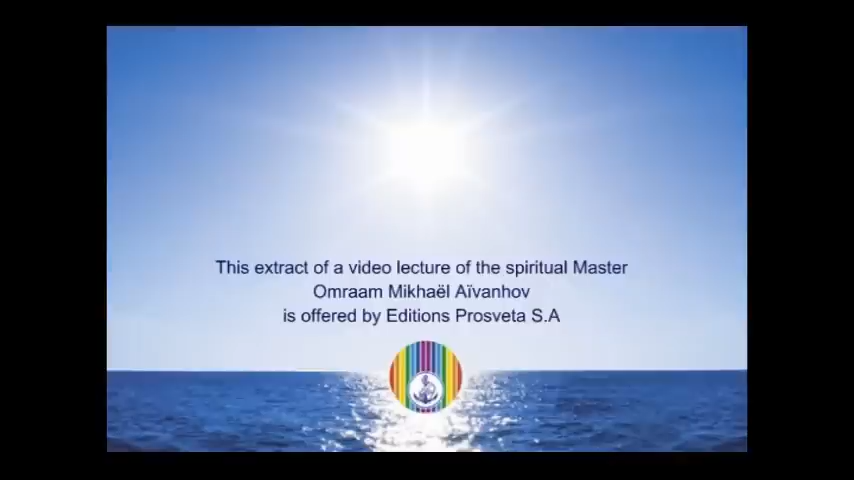 This extract of a video lecture of the spiritual Master
Omraam Mikhaël Aïvanhov
is offered by Editions Prosveta S.A